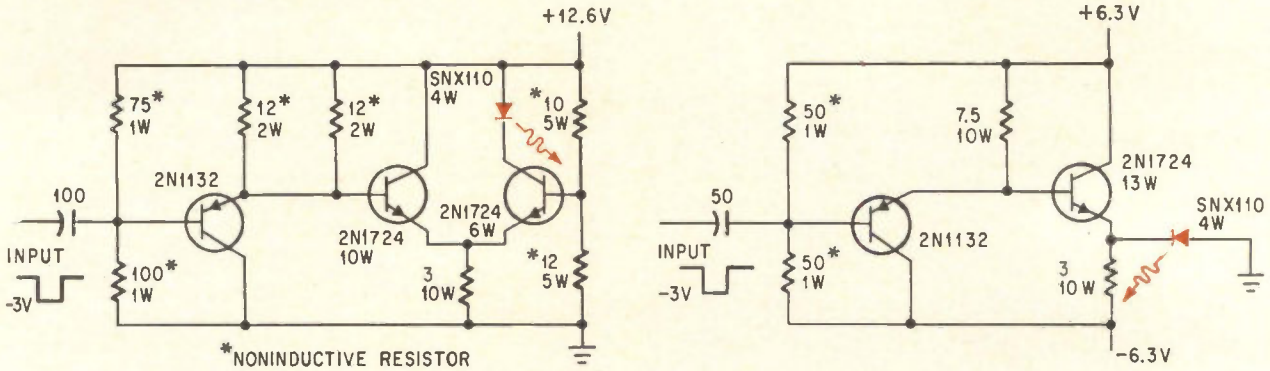 +12.6V
75*
1W
12*
2W
12*
2W
SNX110
4W
*10
5W
2N1132
100
INPUT
-3V
100*
1W
2N1724
10W
2N1724
6W
3
10W
*12
5W
*NONINDUCTIVE RESISTOR
+6.3V
50*
1W
7.5
10W
2N1724
13W
50
INPUT
-3V
50*
1W
2N1132
SNX110
4W
3
10W
-6.3V